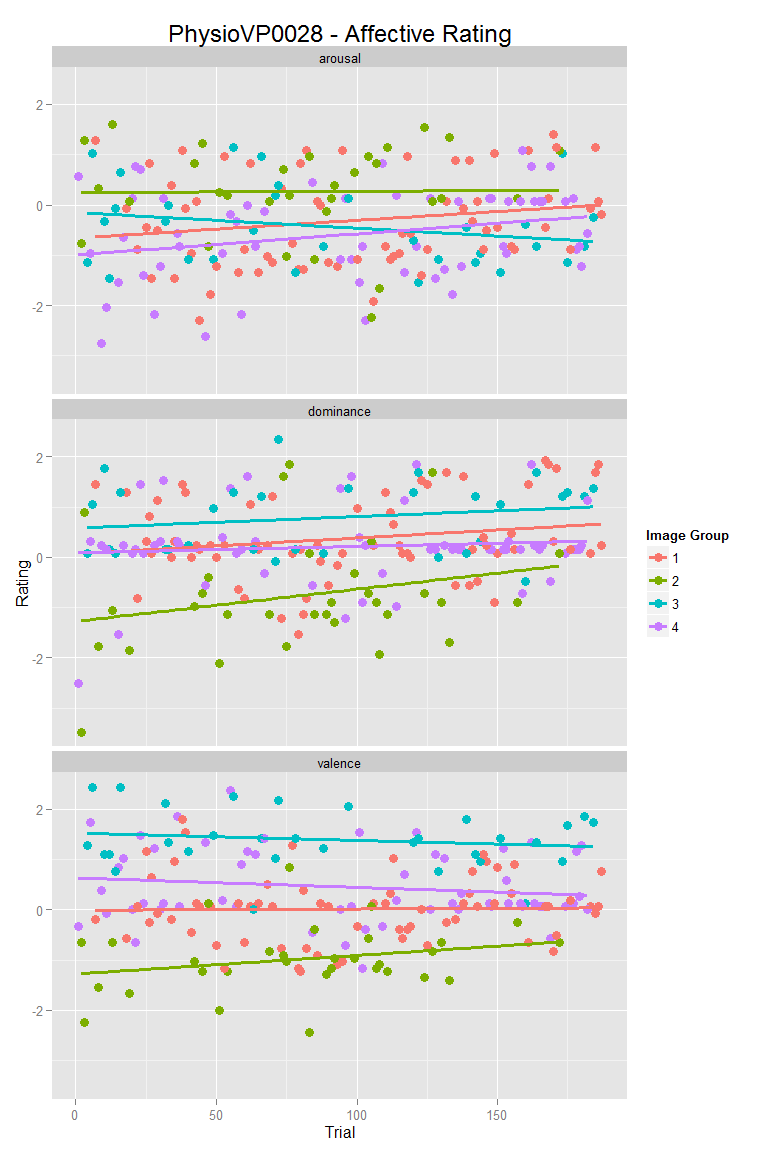 PhysioVP0028 - Affective Rating
arousal
2
0
-2
dominance
2
0
-2
valence
2
0
-2
0 50 100 150
Trial
Rating
Image Group
1
2
3
4